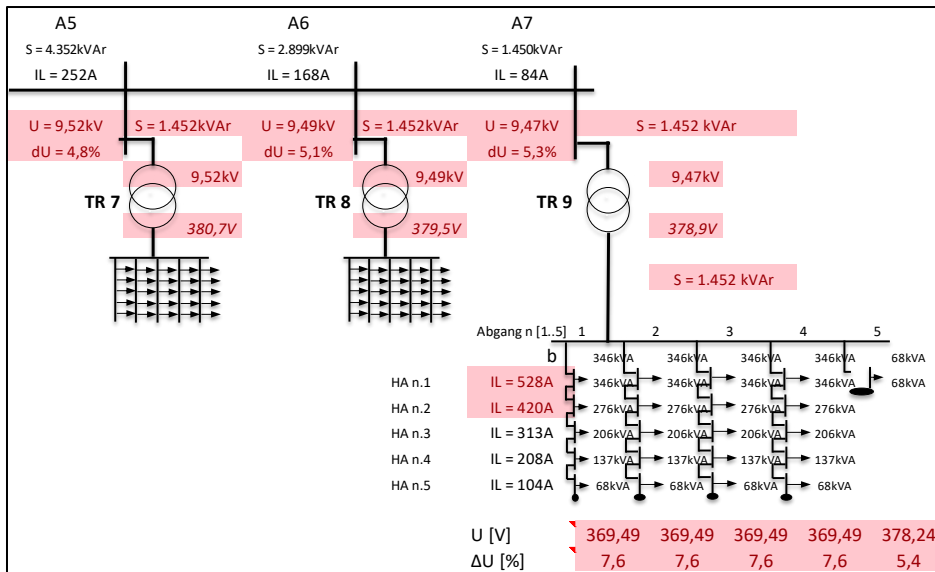 A5 A6 A7
S = 4.352kVAr S = 2.899kVAr S = 1.450kVAr
IL = 252A IL = 168A IL = 84A
U = 9,52kV S = 1.452kVAr U = 9,49kV S = 1.452kVAr U = 9,47kV S = 1.452 kVAr
dU = 4,8% dU = 5,1% dU = 5,3%
9,52kV 9,49kV 9,47kV
TR 7 TR 8 TR 9
380,7V 379,5V 378,9V
S = 1.452 kVAr
Abgang n [1..5] 1 2 3 4 5
b 346kVA 346kVA 346kVA 346kVA 68kVA
HA n.1 IL = 528A 346kVA 346kVA 346kVA 346kVA 68kVA
HA n.2 IL = 420A 276kVA 276kVA 276kVA 276kVA
HA n.3 IL = 313A 206kVA 206kVA 206kVA 206kVA
HA n.4 IL = 208A 137kVA 137kVA 137kVA 137kVA
HA n.5 IL = 104A 68kVA 68kVA 68kVA 68kVA
U [V] 369,49 369,49 369,49 369,49 378,24
ΔU [%] 7,6 7,6 7,6 7,6 5,4